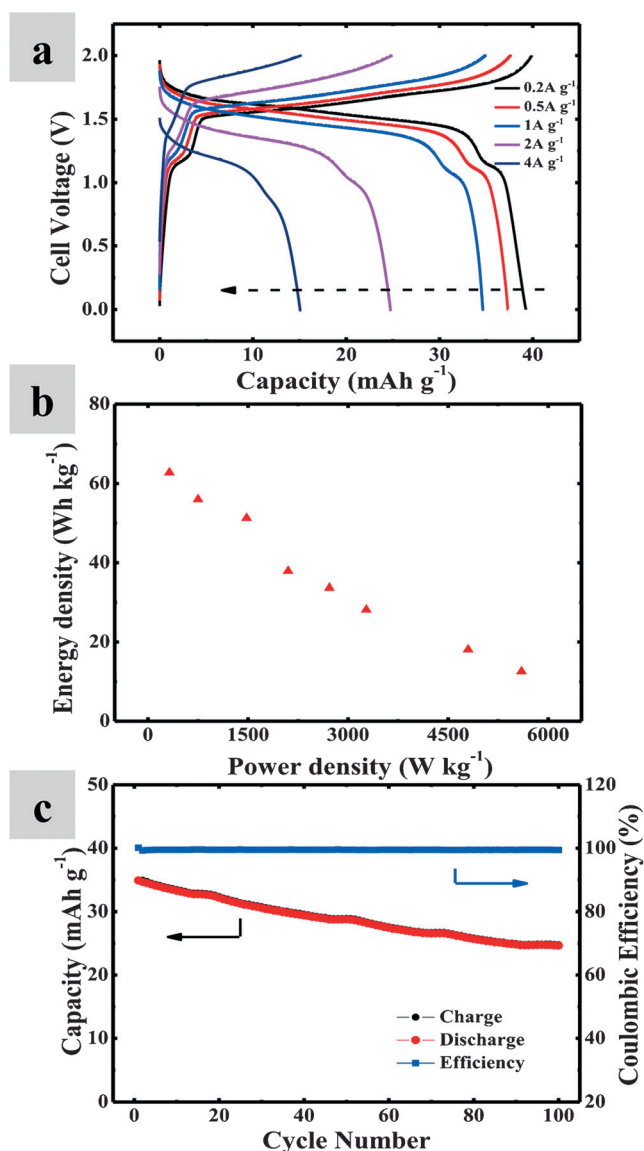 a
2.0
1.5
1.0
0.5
0.0
Cell Voltage (V)
0.2A g⁻¹
0.5A g⁻¹
1A g⁻¹
2A g⁻¹
4A g⁻¹
0 10 20 30 40
Capacity (mAh g⁻¹)
b
80
60
40
20
0
Energy density (Wh kg⁻¹)
0 1500 3000 4500 6000
Power density (W kg⁻¹)
c
50
40
30
20
10
0
Capacity (mAh g⁻¹)
120
100
80
60
40
20
Coulombic Efficiency (%)
Charge
Discharge
Efficiency
0 20 40 60 80 100
Cycle Number